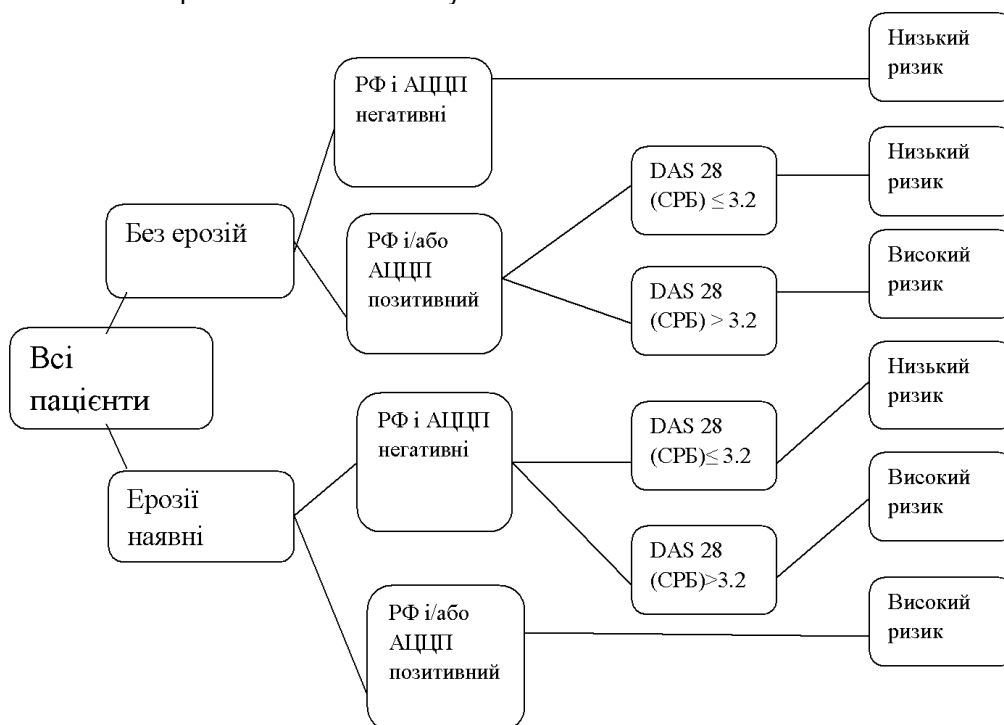 Низький
ризик
РФ і АЦЦП
негативні
Низький
ризик
DAS 28
(СРБ) ≤ 3.2
Без ерозій
РФ і/або
АЦЦП
позитивний
Високий
ризик
DAS 28
(СРБ) > 3.2
Всі
пацієнти
Низький
ризик
РФ і АЦЦП
негативні
DAS 28
(СРБ)≤ 3.2
Ерозії
наявні
Високий
ризик
DAS 28
(СРБ)>3.2
РФ і/або
АЦЦП
позитивний
Високий
ризик